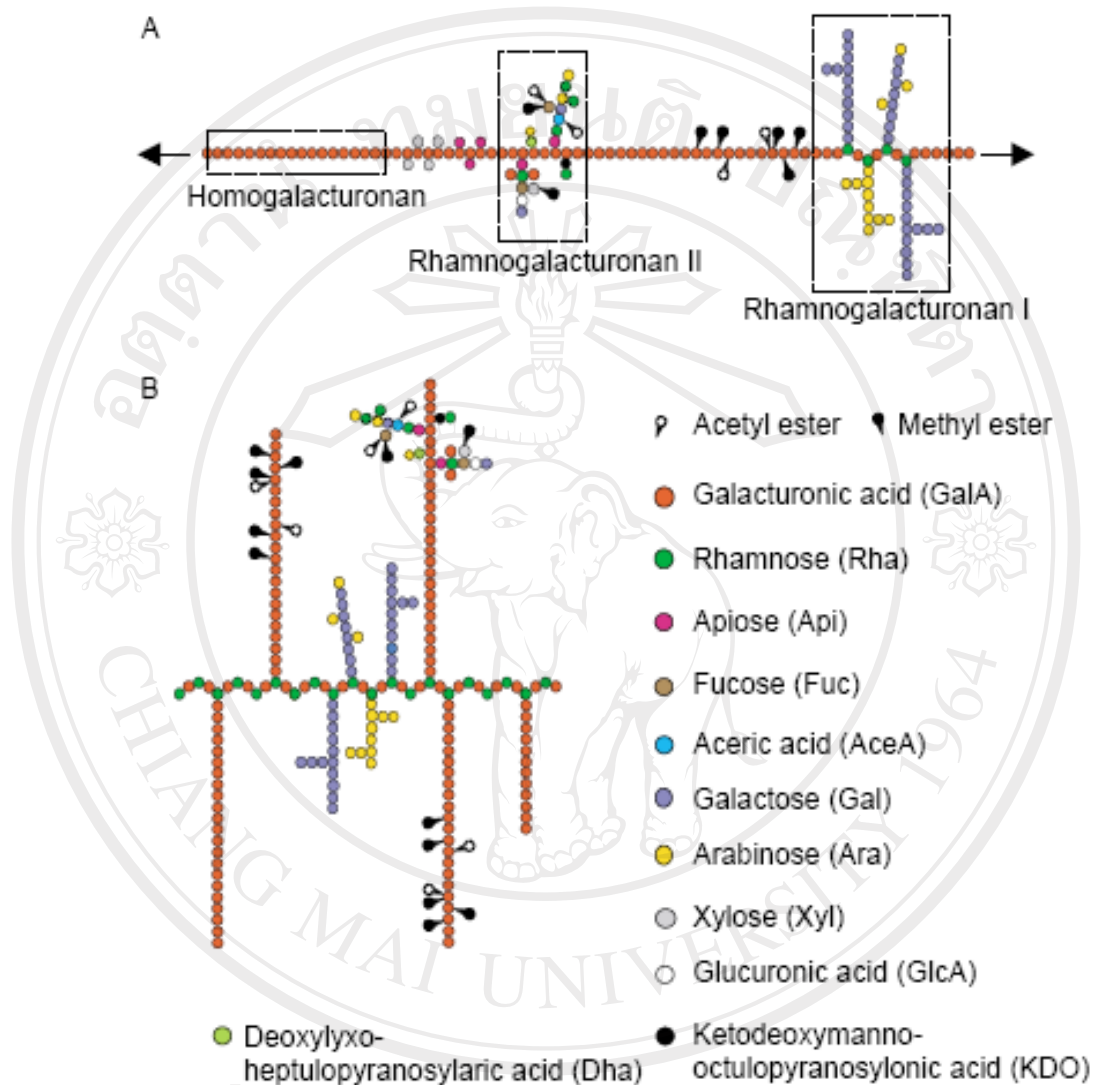 A
Homogalacturonan
Rhamnogalacturonan II
Rhamnogalacturonan I
B
Acetyl ester
Methyl ester
Galacturonic acid (GalA)
Rhamnose (Rha)
Apiose (Api)
Fucose (Fuc)
Aceric acid (AceA)
Galactose (Gal)
Arabinose (Ara)
Xylose (Xyl)
Glucuronic acid (GlcA)
Deoxylyxo-
heptulopyranosylaric acid (Dha)
Ketodeoxymanno-
octulopyranosylonic acid (KDO)
CHIANG MAI UNIVERSITY 1964